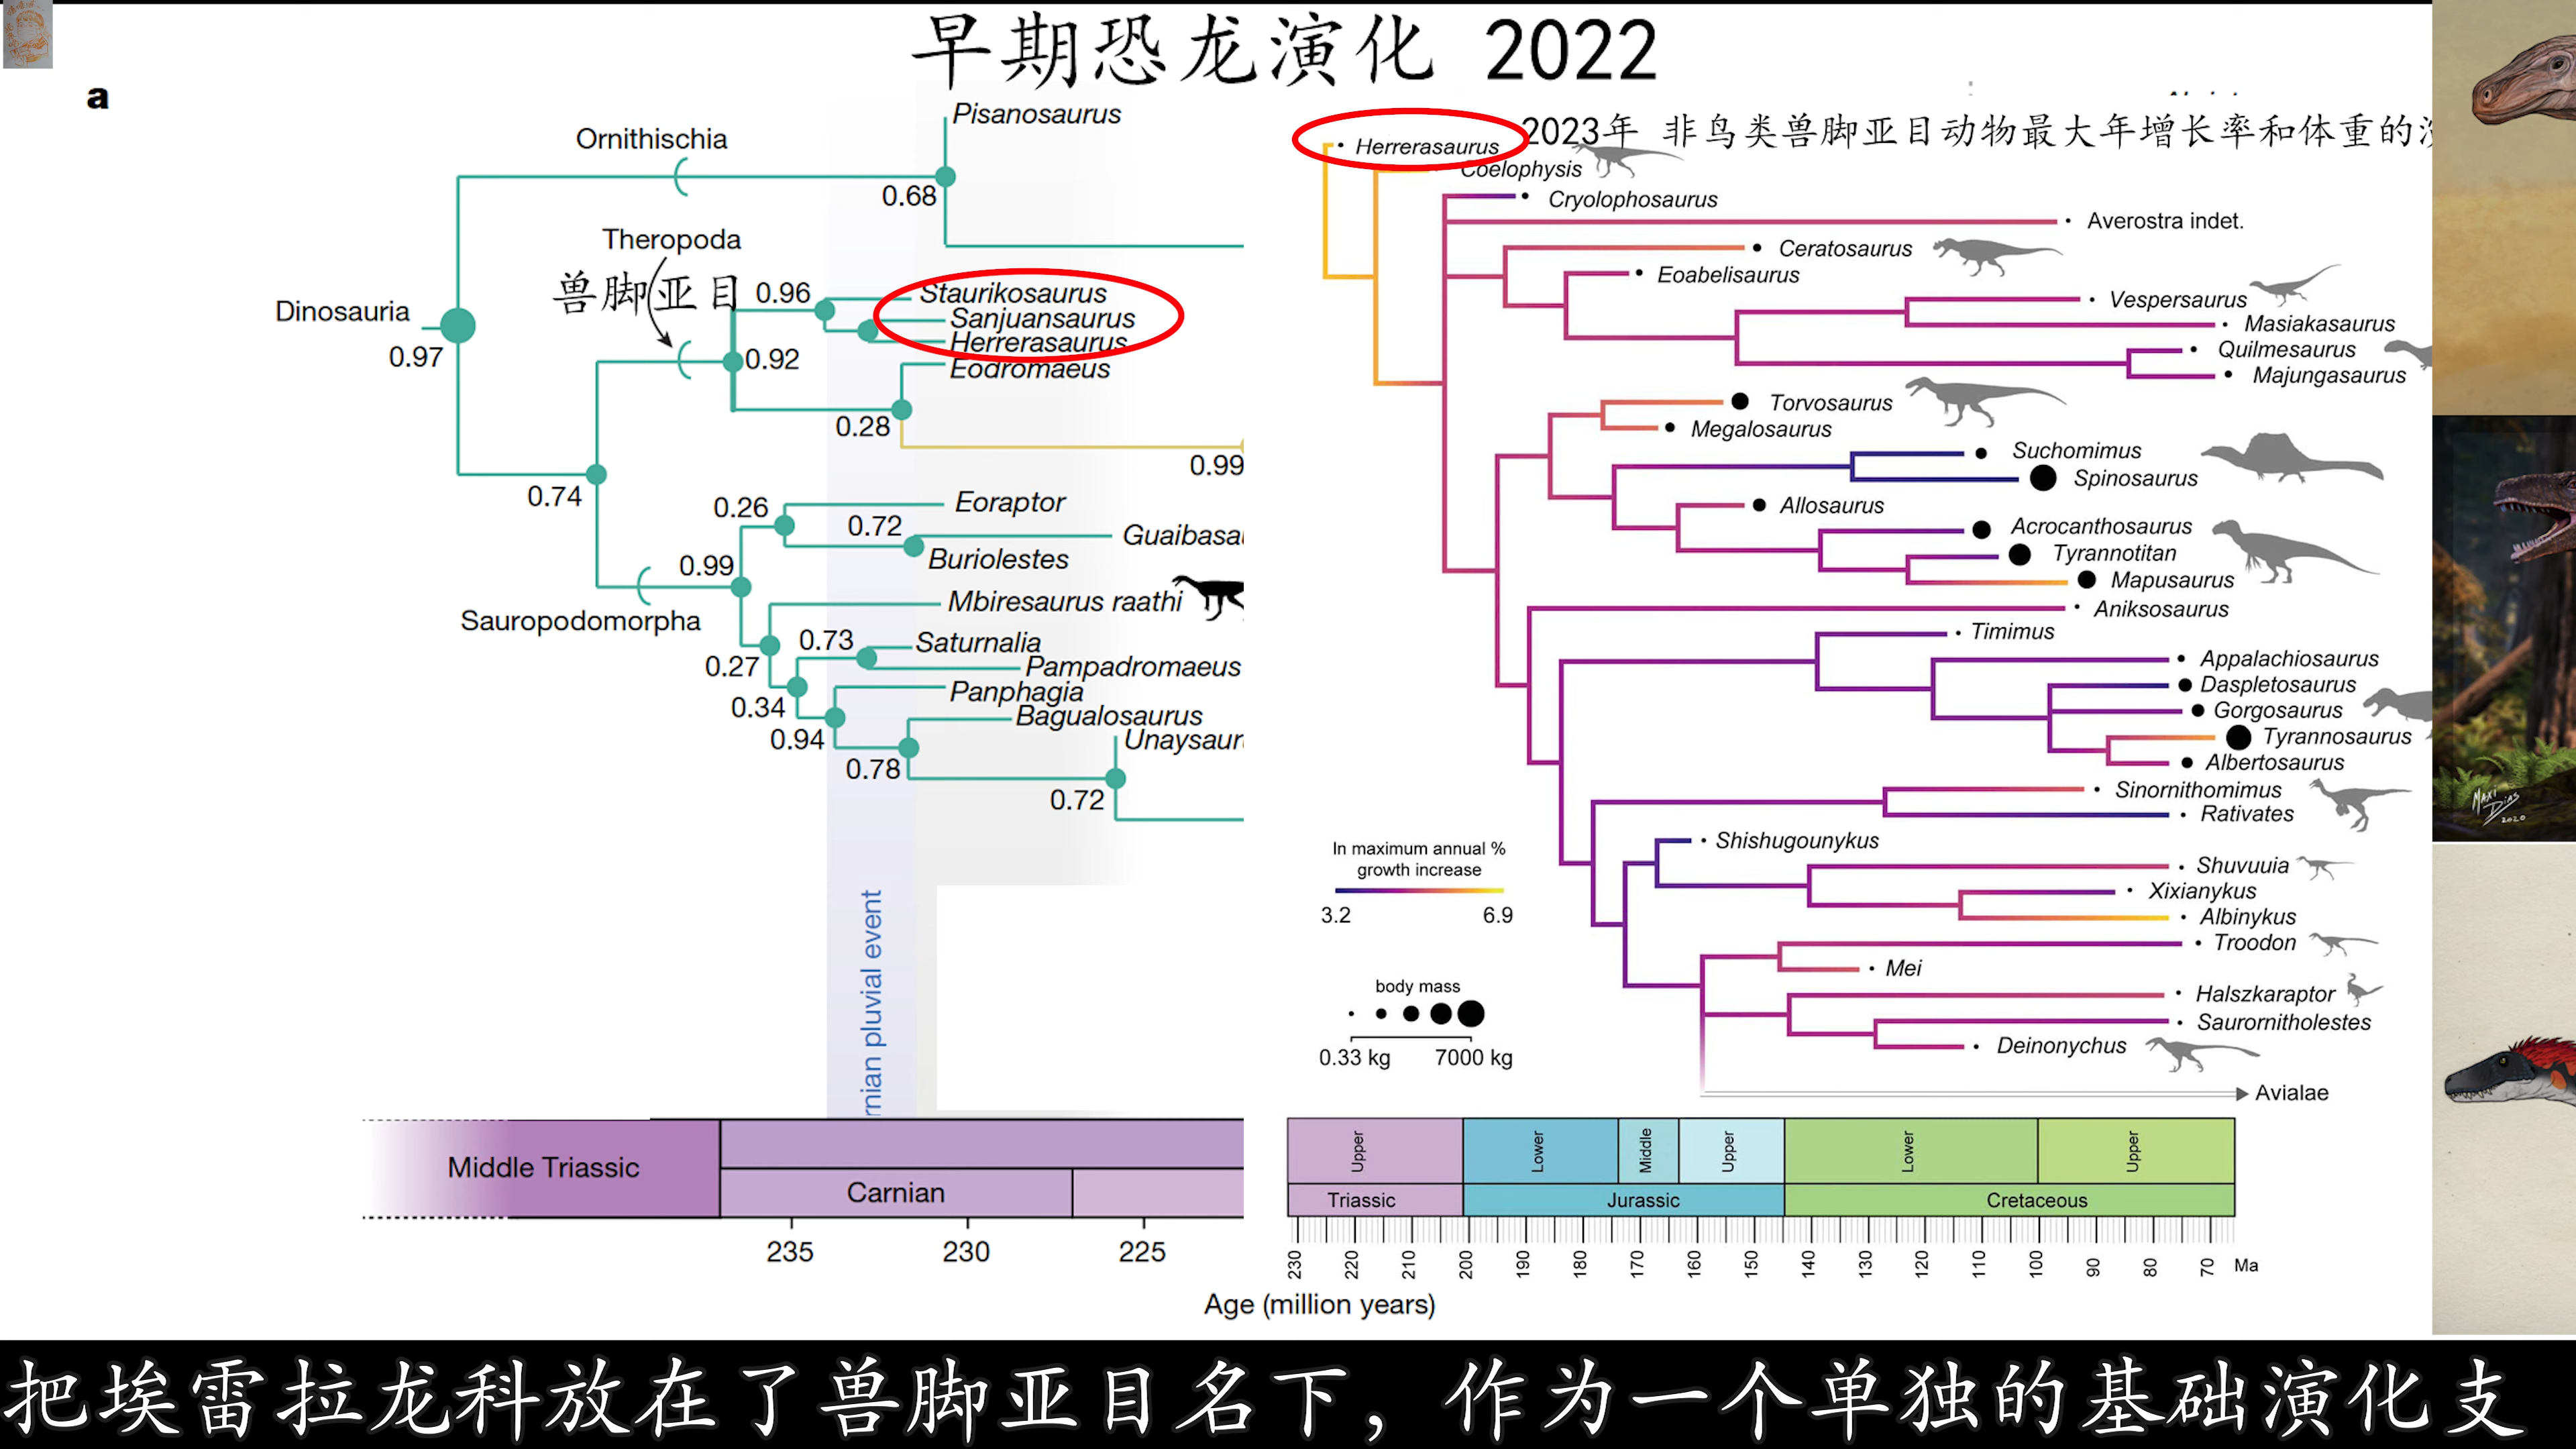 早期恐龙演化 2022
a
Ornithischia
Pisanosaurus
0.68
Theropoda
兽脚亚目
Dinosauria
0.97
0.96
Staurikosaurus
Sanjuansaurus
Herrerasaurus
0.92
Eodromaeus
0.28
0.99
0.74
0.26
Eoraptor
0.72
Guaibasau
Buriolestes
0.99
Mbiresaurus raathi
Sauropodomorpha
0.73
Saturnalia
Pampadromaeus
0.27
Panphagia
0.34
Bagualosaurus
0.94
Unaysaur
0.78
0.72
rnian pluvial event
Middle Triassic
Carnian
235
230
225
Age (million years)
2023年 非鸟类兽脚亚目动物最大年增长率和体重的
Herrerasaurus
Coelophysis
Cryolophosaurus
Averostra indet.
Ceratosaurus
Eoabelisaurus
Vespersaurus
Masiakasaurus
Quilmesaurus
Majungasaurus
Torvosaurus
Megalosaurus
Suchomimus
Spinosaurus
Allosaurus
Acrocanthosaurus
Tyrannotitan
Mapusaurus
Aniksosaurus
Timimus
Appalachiosaurus
Daspletosaurus
Gorgosaurus
Tyrannosaurus
Albertosaurus
Sinornithomimus
Rativates
Shishugounykus
Shuvuuia
Xixianykus
Albinykus
Troodon
Mei
Halszkaraptor
Saurornitholestes
Deinonychus
Avialae
In maximum annual %
growth increase
3.2 6.9
body mass
0.33 kg 7000 kg
Upper Lower Middle Upper Lower Upper
Triassic Jurassic Cretaceous
230 220 210 200 190 180 170 160 150 140 130 120 110 100 90 80 70 Ma
Maxi
Dias
2020
把埃雷拉龙科放在了兽脚亚目名下，作为一个单独的基础演化支